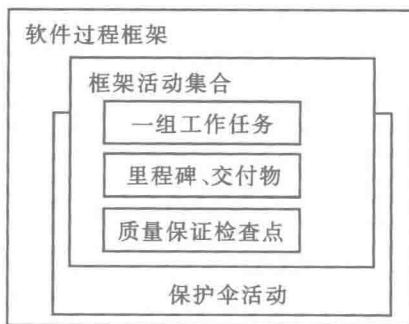 软件过程框架
框架活动集合
一组工作任务
里程碑、交付物
质量保证检查点
保护伞活动